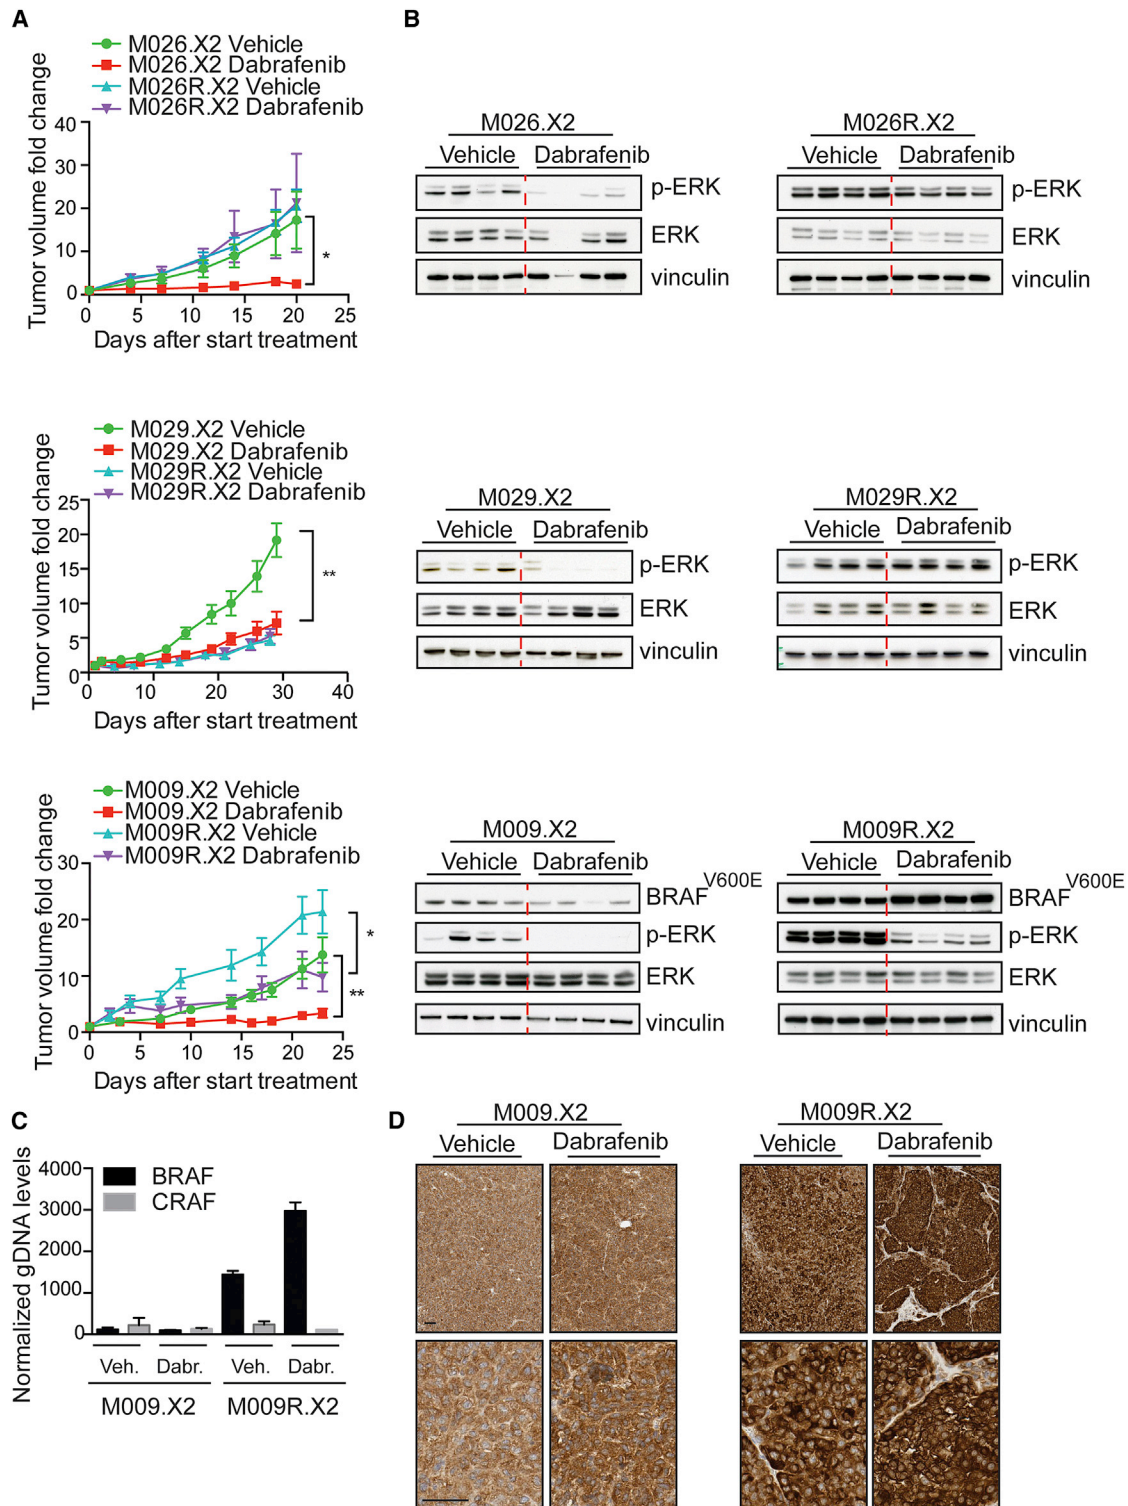 A
M026.X2 Vehicle
M026.X2 Dabrafenib
M026R.X2 Vehicle
M026R.X2 Dabrafenib
Tumor volume fold change
40
30
20
10
0
0 5 10 15 20 25
*
Days after start treatment
M029.X2 Vehicle
M029.X2 Dabrafenib
M029R.X2 Vehicle
M029R.X2 Dabrafenib
Tumor volume fold change
25
20
15
10
5
0
0 10 20 30 40
**
Days after start treatment
M009.X2 Vehicle
M009.X2 Dabrafenib
M009R.X2 Vehicle
M009R.X2 Dabrafenib
Tumor volume fold change
30
20
10
0
0 5 10 15 20 25
*
**
Days after start treatment
B
M026.X2
Vehicle Dabrafenib
p-ERK
ERK
vinculin
M026R.X2
Vehicle Dabrafenib
p-ERK
ERK
vinculin
M029.X2
Vehicle Dabrafenib
p-ERK
ERK
vinculin
M029R.X2
Vehicle Dabrafenib
p-ERK
ERK
vinculin
M009.X2
Vehicle Dabrafenib
BRAF V600E
p-ERK
ERK
vinculin
M009R.X2
Vehicle Dabrafenib
BRAF V600E
p-ERK
ERK
vinculin
C
Normalized gDNA levels
4000
3000
2000
1000
0
BRAF
CRAF
Veh. Dabr. Veh. Dabr.
M009.X2 M009R.X2
D
M009.X2
Vehicle Dabrafenib
M009R.X2
Vehicle Dabrafenib